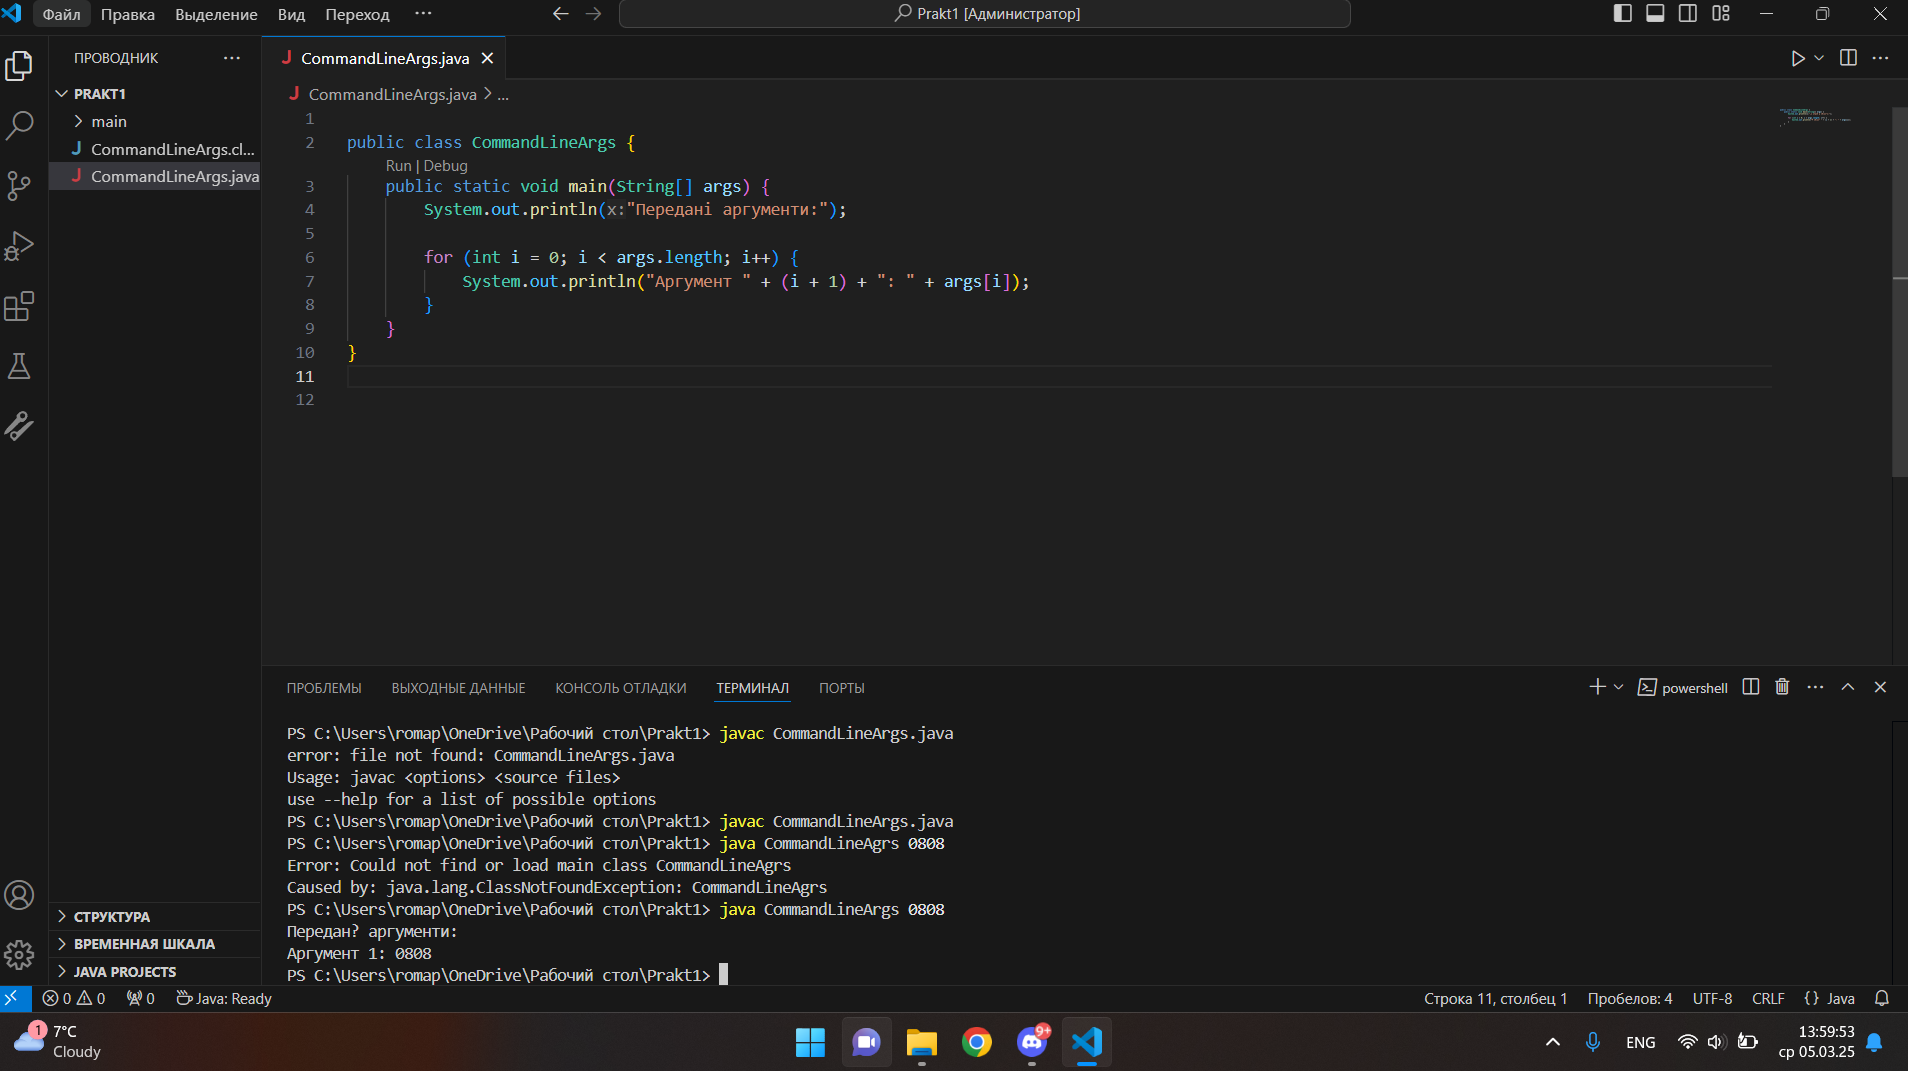 Файл Правка Выделение Вид Переход ···
Prakt1 [Администратор]
ПРОВОДНИК ···
PRAKT1
main
CommandLineArgs.cl...
CommandLineArgs.java
СТРУКТУРА
ВРЕМЕННАЯ ШКАЛА
JAVA PROJECTS
CommandLineArgs.java
CommandLineArgs.java > ...
1
2 public class CommandLineArgs {
Run | Debug
3 public static void main(String[] args) {
4 System.out.println(x:"Передані аргументи:");
5
6 for (int i = 0; i < args.length; i++) {
7 System.out.println("Аргумент " + (i + 1) + ": " + args[i]);
8 }
9 }
10 }
11
12
ПРОБЛЕМЫ ВЫХОДНЫЕ ДАННЫЕ КОНСОЛЬ ОТЛАДКИ ТЕРМИНАЛ ПОРТЫ
powershell
PS C:\Users\romap\OneDrive\Рабочий стол\Prakt1> javac CommandLineArgs.java
error: file not found: CommandLineArgs.java
Usage: javac <options> <source files>
use --help for a list of possible options
PS C:\Users\romap\OneDrive\Рабочий стол\Prakt1> javac CommandLineArgs.java
PS C:\Users\romap\OneDrive\Рабочий стол\Prakt1> java CommandLineAgrs 0808
Error: Could not find or load main class CommandLineAgrs
Caused by: java.lang.ClassNotFoundException: CommandLineAgrs
PS C:\Users\romap\OneDrive\Рабочий стол\Prakt1> java CommandLineArgs 0808
Передан? аргументи:
Аргумент 1: 0808
PS C:\Users\romap\OneDrive\Рабочий стол\Prakt1>
0 0 0 Java: Ready
Строка 11, столбец 1 Пробелов: 4 UTF-8 CRLF {} Java
1
7°C
Cloudy
9+
ENG
13:59:53
ср 05.03.25